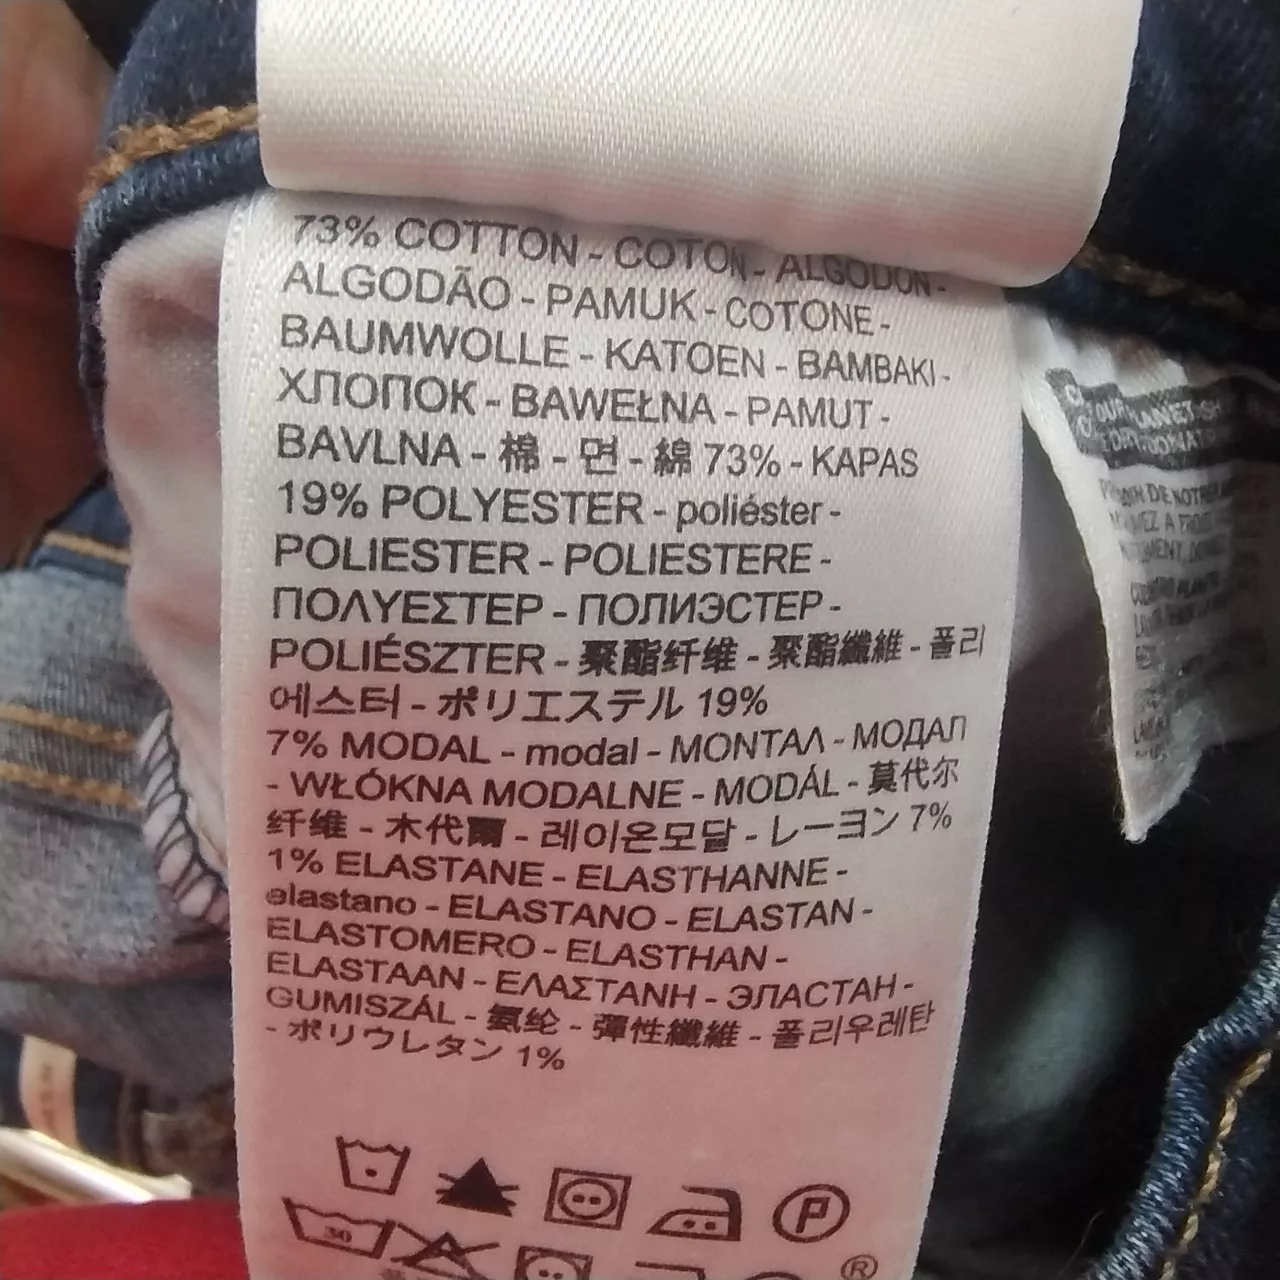 73% COTTON - COTON - ALGODON -
ALGODÃO - PAMUK - COTONE -
BAUMWOLLE - KATOEN - BAMBAKI -
ХЛОПОК - BAWEŁNA - PAMUT -
BAVLNA - 棉 - 면 - 綿 73% - KAPAS
19% POLYESTER - poliéster -
POLIESTER - POLIESTERE -
ΠΟΛΥΕΣΤΕΡ - ПОЛИЭСТЕР -
POLIÉSZTER - 聚酯纤维 - 聚酯纖維 - 폴리
에스터 - ポリエステル 19%
7% MODAL - modal - ΜΟΝΤΑΛ - МОДАЛ
- WŁÓKNA MODALNE - MODÁL - 莫代尔
纤维 - 木代爾 - 레이온모달 - レーヨン 7%
1% ELASTANE - ELASTHANNE -
elastano - ELASTANO - ELASTAN -
ELASTOMERO - ELASTHAN -
ELASTAAN - ΕΛΑΣΤΑΝΗ - ЭЛАСТАН -
GUMISZÁL - 氨纶 - 彈性纖維 - 폴리우레탄
- ポリウレタン 1%
P
30
®